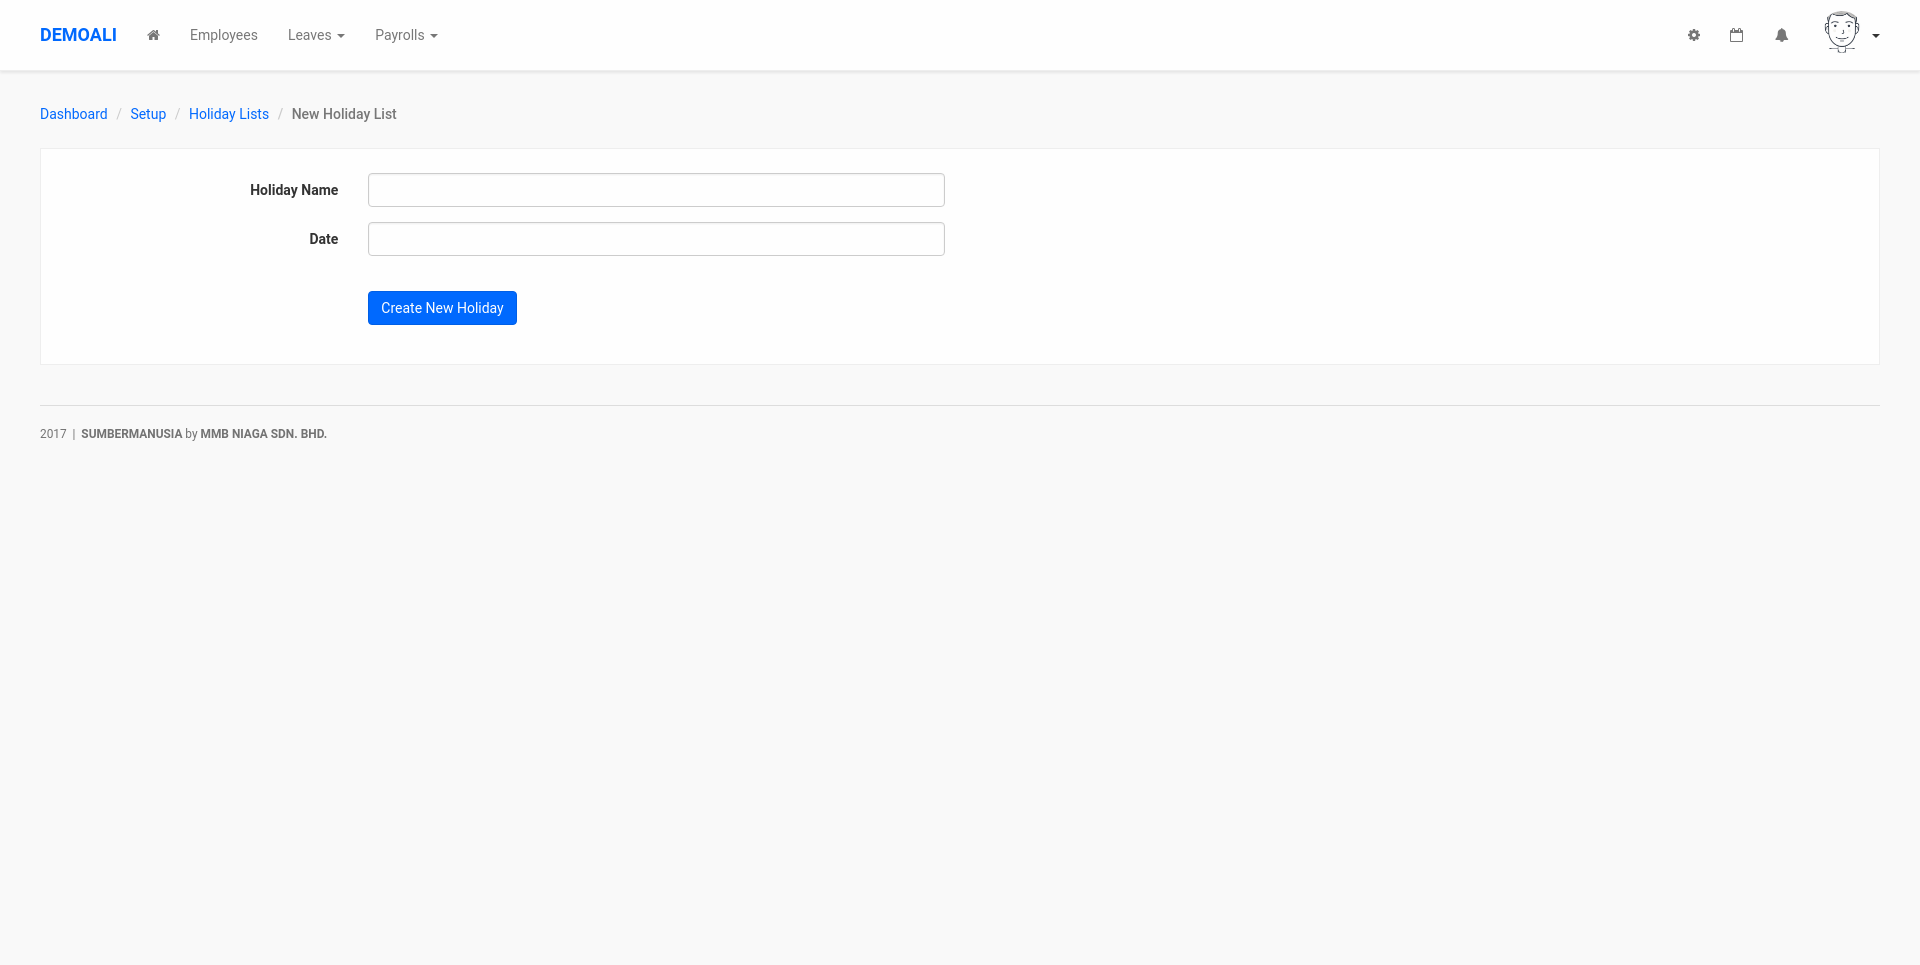 DEMOALI Employees Leaves Payrolls
Dashboard / Setup / Holiday Lists / New Holiday List
Holiday Name
Date
Create New Holiday
2017 | SUMBERMANUSIA by MMB NIAGA SDN. BHD.